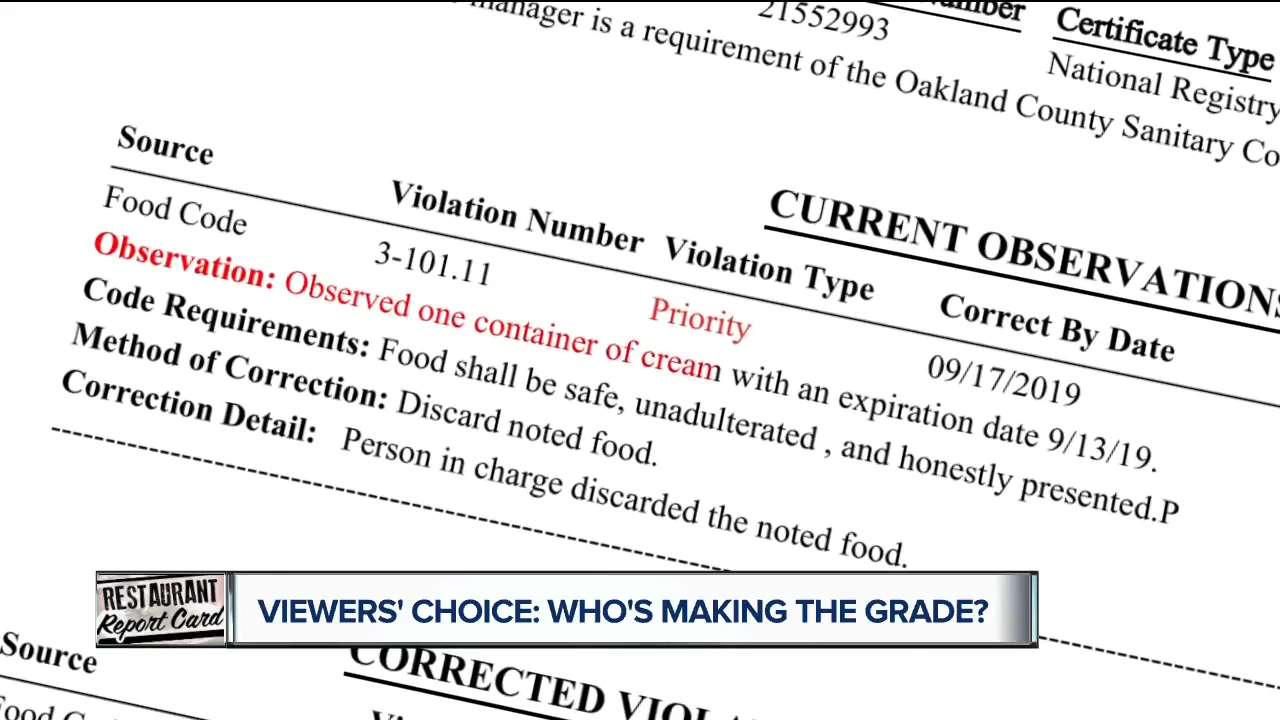 21552993
Certificate Type
National Registry
manager is a requirement of the Oakland County Sanitary
CURRENT OBSERVATIONS
Source Violation Number Violation Type Correct By Date
Food Code 3-101.11 Priority 09/17/2019
Observation: Observed one container of cream with an expiration date 9/13/19.
Code Requirements: Food shall be safe, unadulterated , and honestly presented.P
Method of Correction: Discard noted food.
Correction Detail: Person in charge discarded the noted food.
RESTAURANT
Report Card
VIEWERS' CHOICE: WHO'S MAKING THE GRADE?
Source
CORRECTED